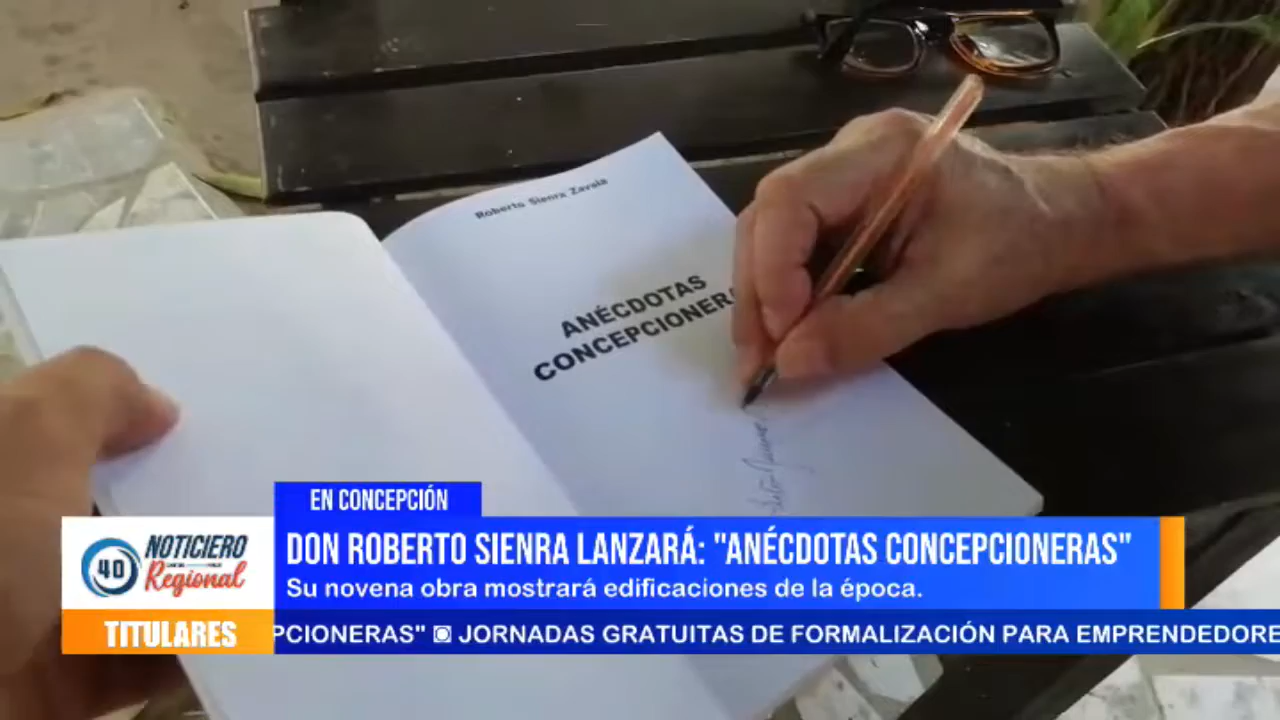 Roberto Sienra Zavala
ANÉCDOTAS
CONCEPCIONER
EN CONCEPCIÓN
DON ROBERTO SIENRA LANZARÁ: "ANÉCDOTAS CONCEPCIONERAS"
Su novena obra mostrará edificaciones de la época.
40
NOTICIERO
Regional
TITULARES
PCIONERAS" ◙ JORNADAS GRATUITAS DE FORMALIZACIÓN PARA EMPRENDEDORE